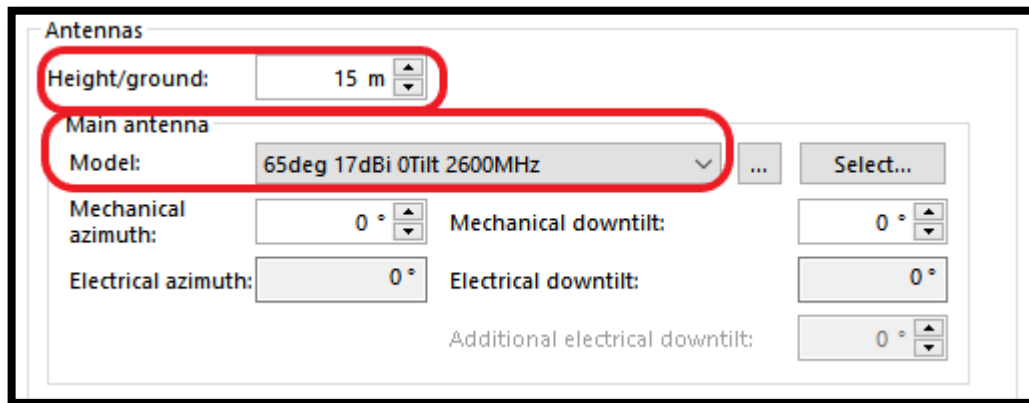 Antennas
Height/ground: 15 m
Main antenna
Model: 65deg 17dBi 0Tilt 2600MHz ... Select...
Mechanical azimuth: 0 ° Mechanical downtilt: 0 °
Electrical azimuth: 0 ° Electrical downtilt: 0 °
Additional electrical downtilt: 0 °